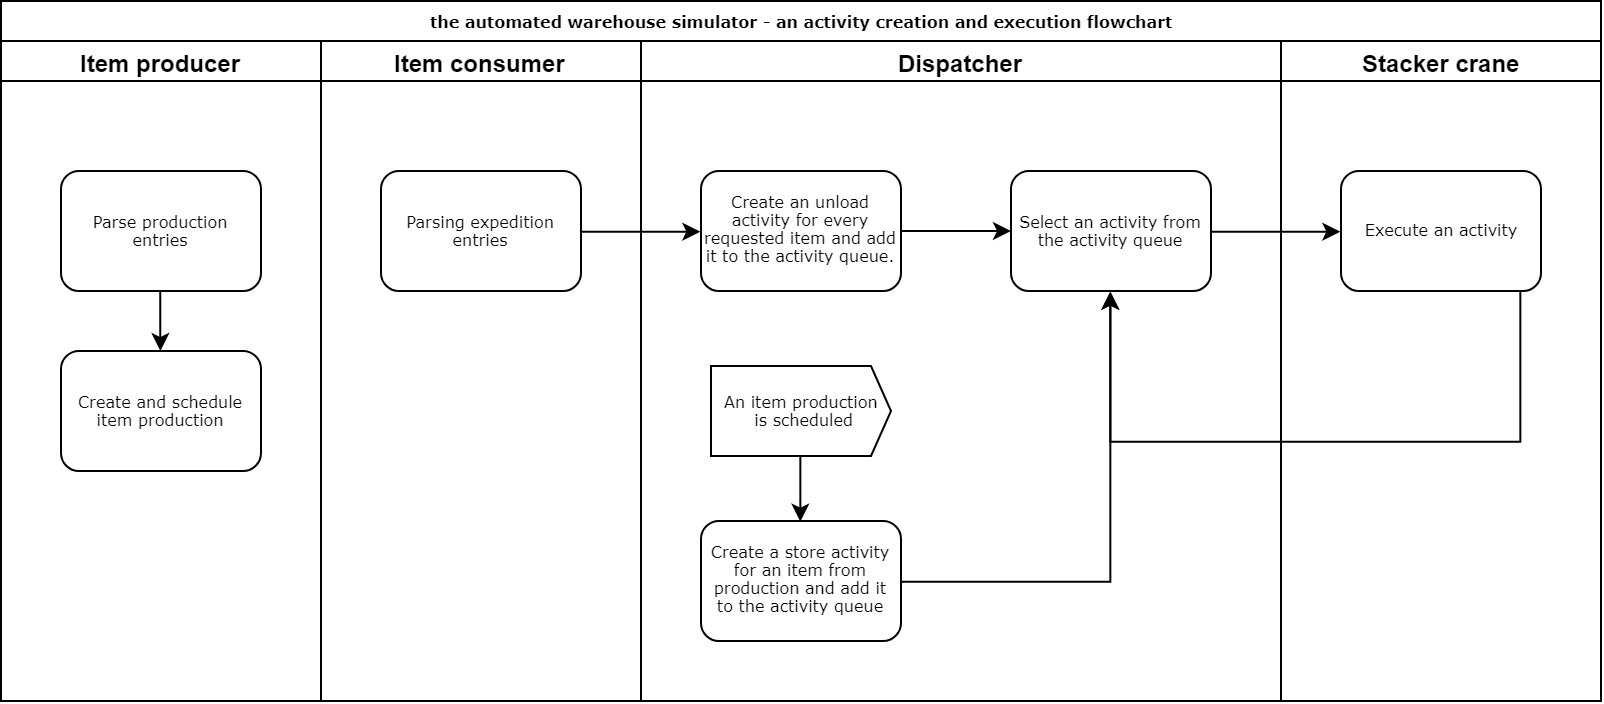 the automated warehouse simulator - an activity creation and execution flowchart
Item producer
Item consumer
Dispatcher
Stacker crane
Parse production
entries
Create and schedule
item production
Parsing expedition
entries
Create an unload
activity for every
requested item and add
it to the activity queue.
Select an activity from
the activity queue
An item production
is scheduled
Create a store activity
for an item from
production and add it
to the activity queue
Execute an activity